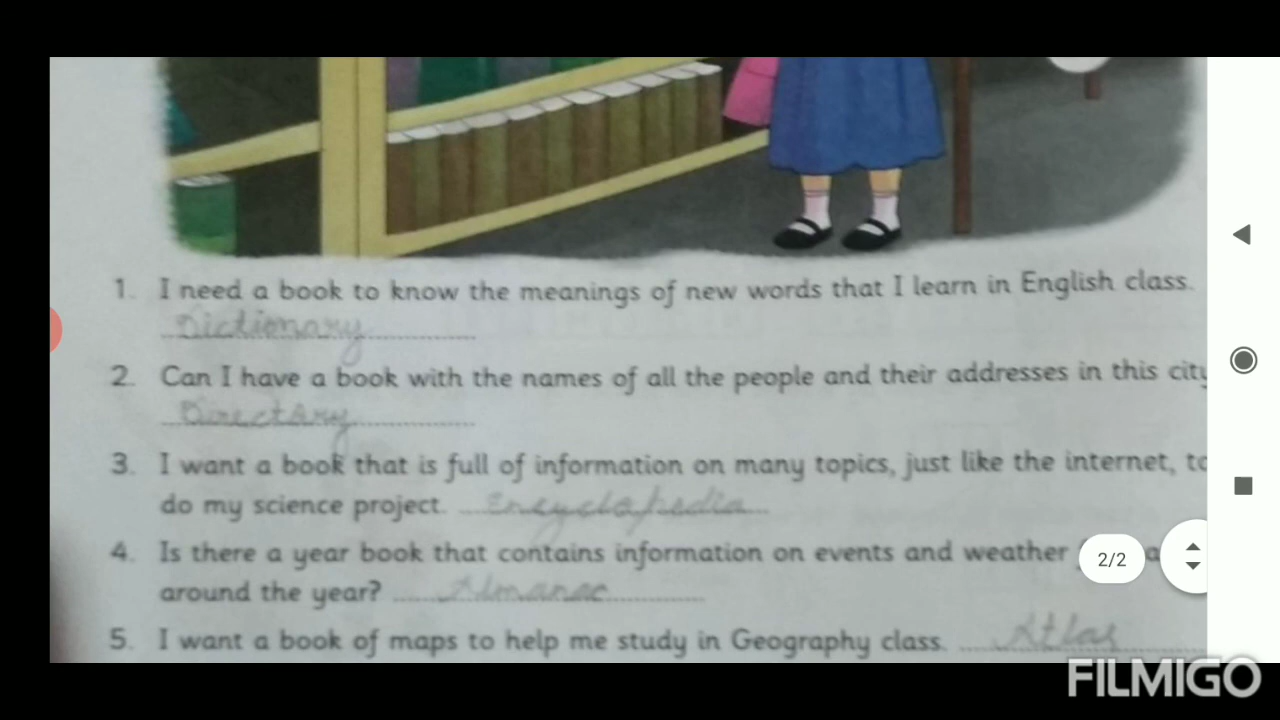 1. I need a book to know the meanings of new words that I learn in English class.
Dictionary
2. Can I have a book with the names of all the people and their addresses in this city
Directary
3. I want a book that is full of information on many topics, just like the internet, to
do my science project. Encyclopedia
4. Is there a year book that contains information on events and weather
2/2
around the year? Almanac
5. I want a book of maps to help me study in Geography class. Atlas
FILMIGO